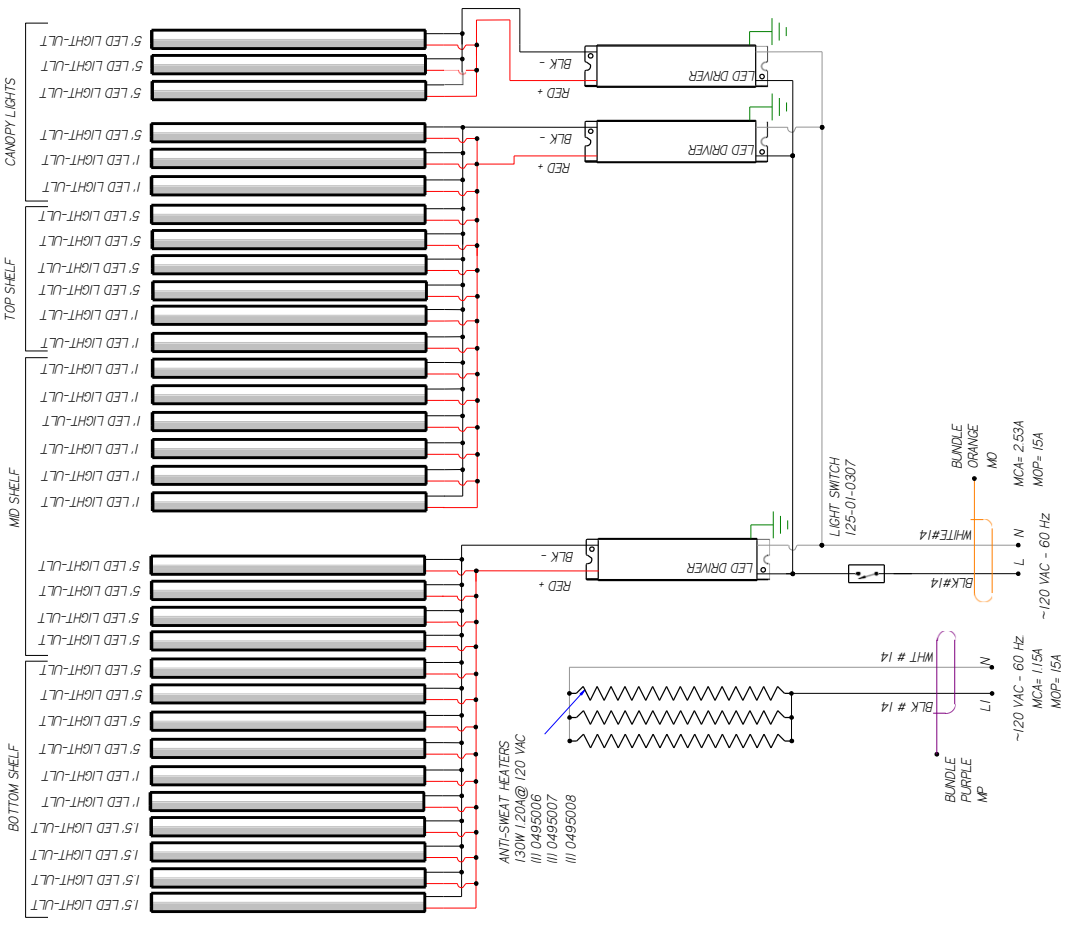 CANOPY LIGHTS
5' LED LIGHT-ULT
5' LED LIGHT-ULT
5' LED LIGHT-ULT
5' LED LIGHT-ULT
1' LED LIGHT-ULT
1' LED LIGHT-ULT
TOP SHELF
5' LED LIGHT-ULT
5' LED LIGHT-ULT
5' LED LIGHT-ULT
5' LED LIGHT-ULT
1' LED LIGHT-ULT
1' LED LIGHT-ULT
MID SHELF
1' LED LIGHT-ULT
1' LED LIGHT-ULT
1' LED LIGHT-ULT
1' LED LIGHT-ULT
1' LED LIGHT-ULT
1' LED LIGHT-ULT
5' LED LIGHT-ULT
5' LED LIGHT-ULT
5' LED LIGHT-ULT
5' LED LIGHT-ULT
BOTTOM SHELF
5' LED LIGHT-ULT
5' LED LIGHT-ULT
5' LED LIGHT-ULT
5' LED LIGHT-ULT
1' LED LIGHT-ULT
1' LED LIGHT-ULT
1.5' LED LIGHT-ULT
1.5' LED LIGHT-ULT
1.5' LED LIGHT-ULT
1.5' LED LIGHT-ULT
BLK -
RED +
LED DRIVER
BLK -
RED +
LED DRIVER
BLK -
RED +
LED DRIVER
LIGHT SWITCH
125-01-0307
WHITE#14
BLK#14
BUNDLE
ORANGE
MO
L
N
~120 VAC - 60 Hz
MCA= 2.53A
MOP= 15A
ANTI-SWEAT HEATERS
130W 1.20A@ 120 VAC
111 0495006
111 0495007
111 0495008
WHT # 14
BLK # 14
BUNDLE
PURPLE
MP
L1
N
~120 VAC - 60 Hz
MCA= 1.15A
MOP= 15A